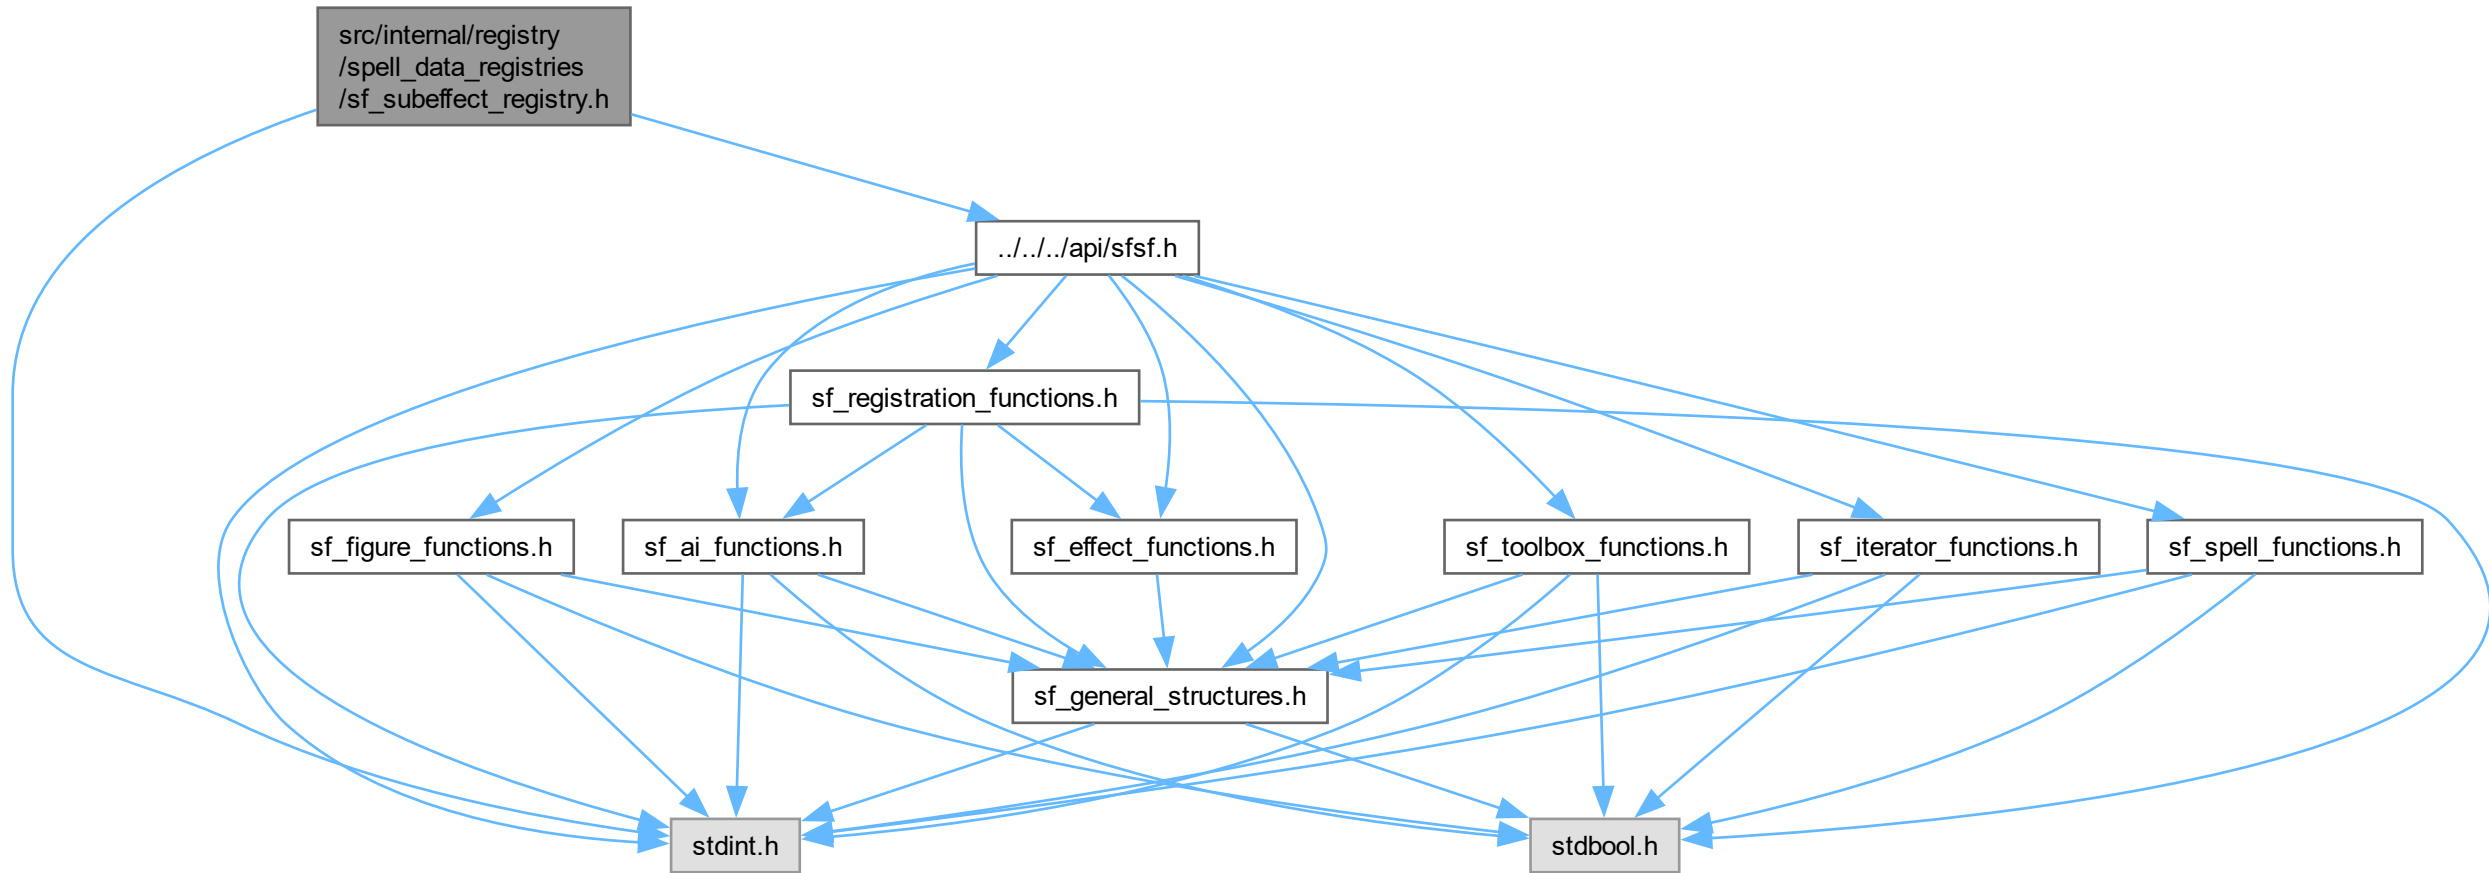 src/internal/registry
/spell_data_registries
/sf_subeffect_registry.h
../../../api/sfsf.h
sf_registration_functions.h
sf_figure_functions.h
sf_ai_functions.h
sf_effect_functions.h
sf_toolbox_functions.h
sf_iterator_functions.h
sf_spell_functions.h
sf_general_structures.h
stdint.h
stdbool.h